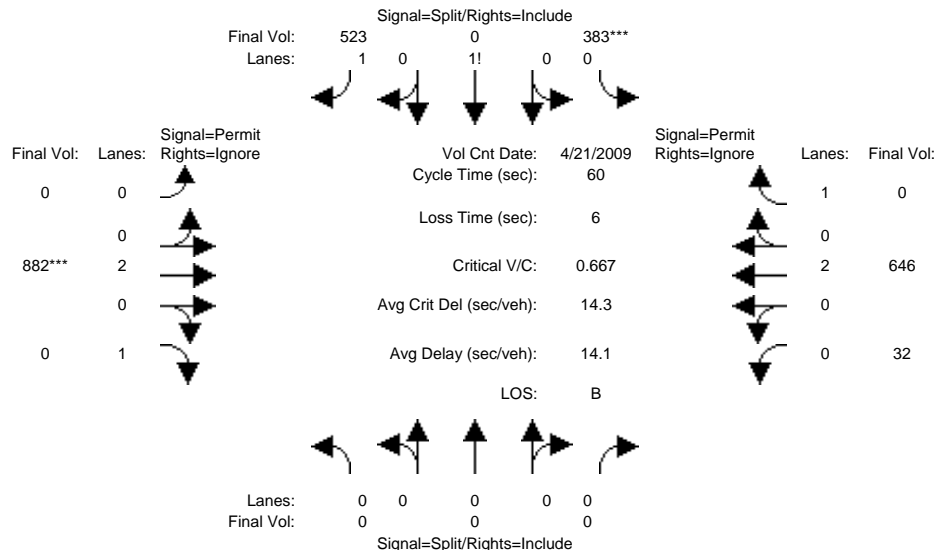 Signal=Split/Rights=Include
Final Vol: 523 0 383***
Lanes: 1 0 1! 0 0
Signal=Permit Signal=Permit
Final Vol: Lanes: Rights=Ignore Vol Cnt Date: 4/21/2009 Rights=Ignore Lanes: Final Vol:
Cycle Time (sec): 60
0 0 1 0
Loss Time (sec): 6
0 0
882*** 2 Critical V/C: 0.667 2 646
0 Avg Crit Del (sec/veh): 14.3 0
0 1 Avg Delay (sec/veh): 14.1 0 32
LOS: B
Lanes: 0 0 0 0 0
Final Vol: 0 0 0
Signal=Split/Rights=Include